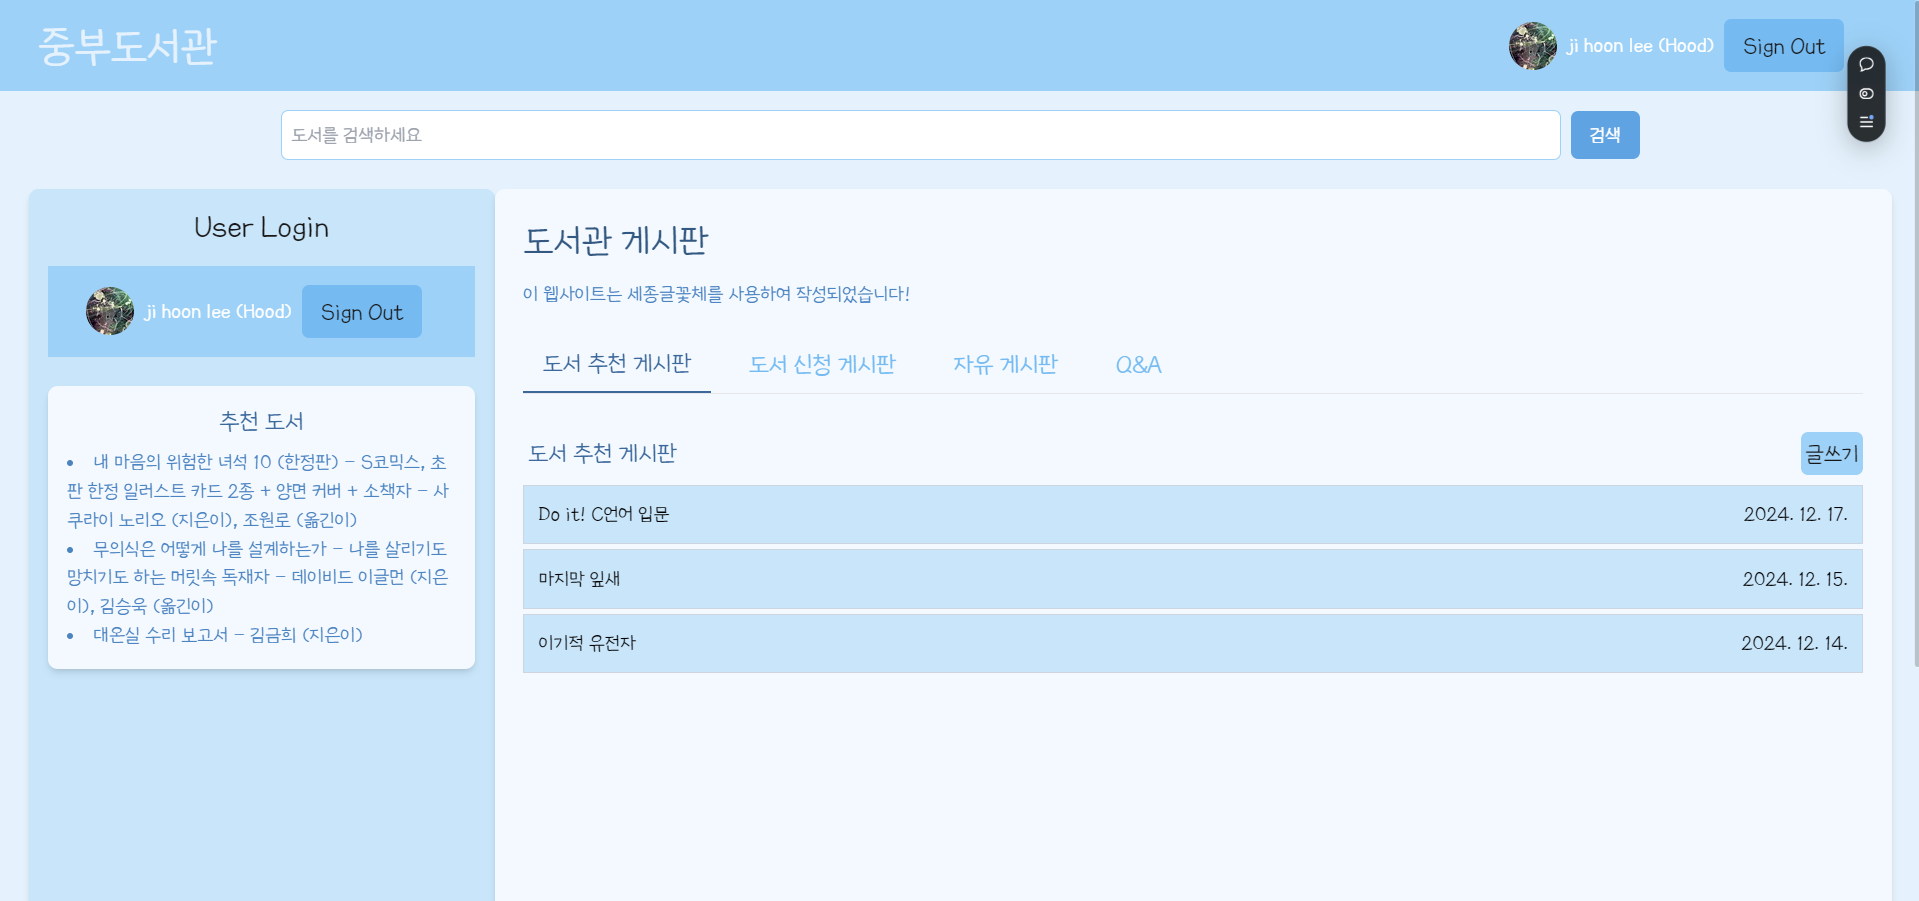 중부도서관
ji hoon lee (Hood)
Sign Out
도서를 검색하세요
검색
User Login
ji hoon lee (Hood)
Sign Out
추천 도서
• 내 마음의 위험한 녀석 10 (한정판) - S코믹스, 초
판 한정 일러스트 카드 2종 + 양면 커버 + 소책자 - 사
쿠라이 노리오 (지은이), 조원로 (옮긴이)
• 무의식은 어떻게 나를 설계하는가 - 나를 살리기도
망치기도 하는 머릿속 독재자 - 데이비드 이글먼 (지은
이), 김승욱 (옮긴이)
• 대온실 수리 보고서 - 김금희 (지은이)
도서관 게시판
이 웹사이트는 세종글꽃체를 사용하여 작성되었습니다!
도서 추천 게시판
도서 신청 게시판
자유 게시판
Q&A
도서 추천 게시판
글쓰기
Do it! C언어 입문
2024. 12. 17.
마지막 잎새
2024. 12. 15.
이기적 유전자
2024. 12. 14.